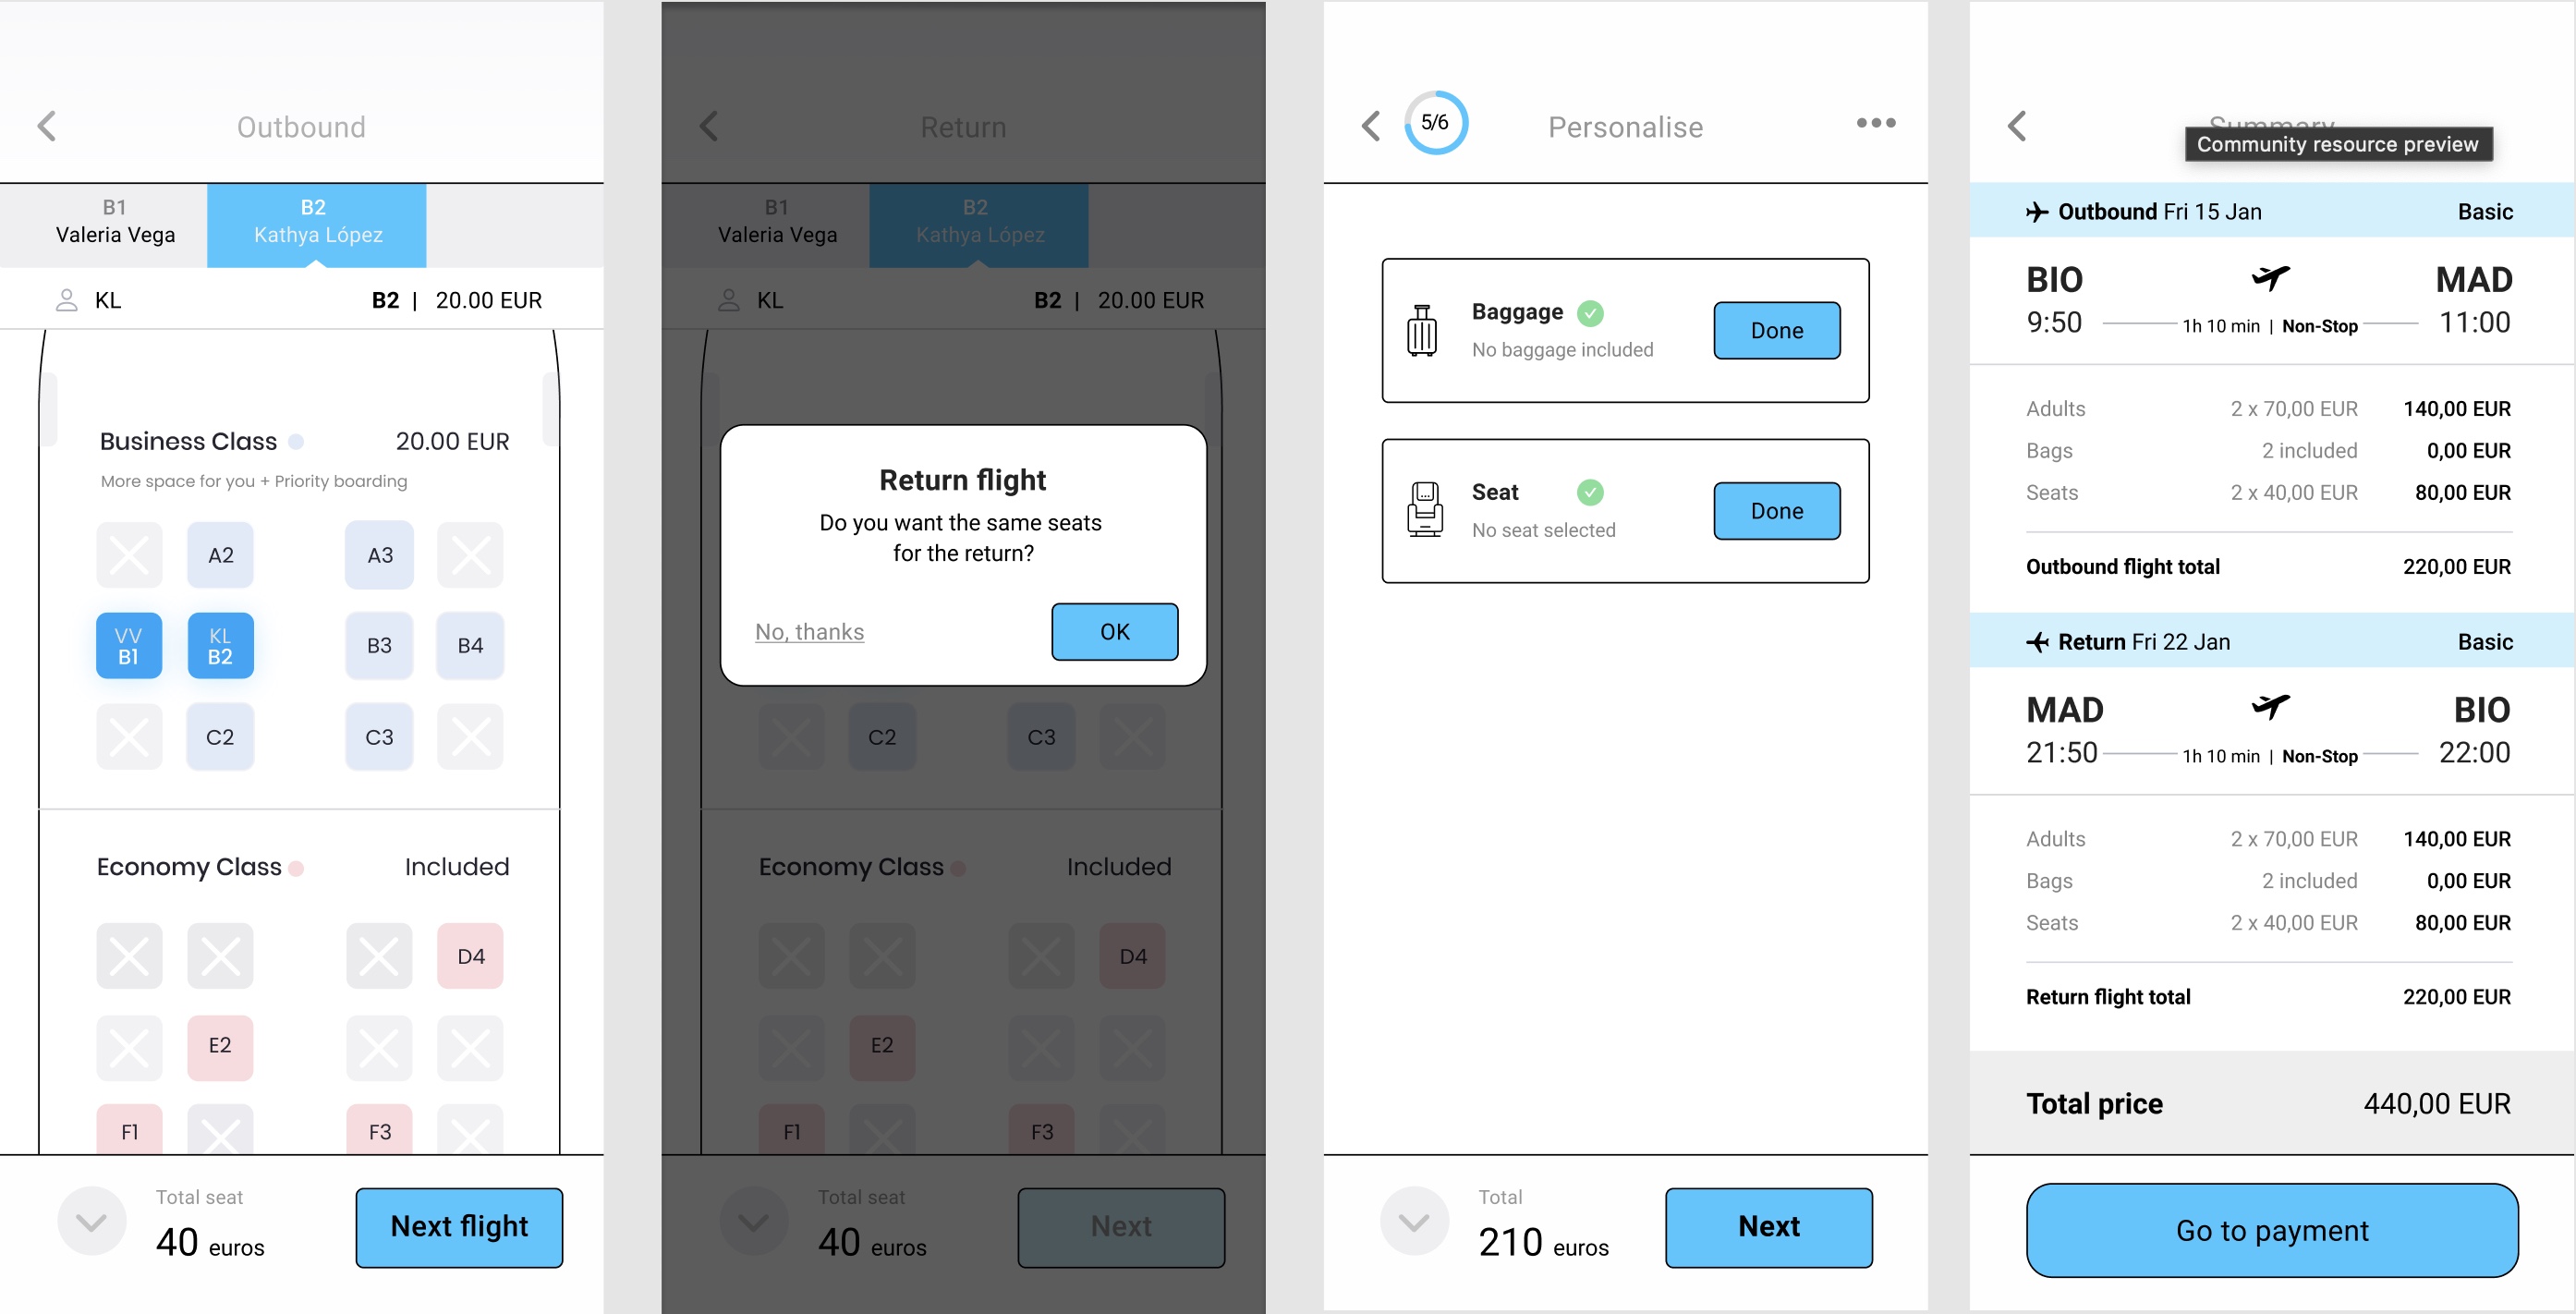 Outbound
B1
Valeria Vega
B2
Kathya López
KL
B2 | 20.00 EUR
Business Class
20.00 EUR
More space for you + Priority boarding
A2
A3
VV
B1
KL
B2
B3
B4
C2
C3
Economy Class
Included
D4
E2
F1
F3
Total seat
40 euros
Next flight
Return
B1
Valeria Vega
B2
Kathya López
KL
B2 | 20.00 EUR
Return flight
Do you want the same seats
for the return?
No, thanks
OK
C2
C3
Economy Class
Included
D4
E2
F1
F3
Total seat
40 euros
Next
5/6
Personalise
Baggage
No baggage included
Done
Seat
No seat selected
Done
Total
210 euros
Next
Summary
Community resource preview
Outbound Fri 15 Jan
Basic
BIO
MAD
9:50
1h 10 min | Non-Stop
11:00
Adults 2 x 70,00 EUR 140,00 EUR
Bags 2 included 0,00 EUR
Seats 2 x 40,00 EUR 80,00 EUR
Outbound flight total 220,00 EUR
Return Fri 22 Jan
Basic
MAD
BIO
21:50
1h 10 min | Non-Stop
22:00
Adults 2 x 70,00 EUR 140,00 EUR
Bags 2 included 0,00 EUR
Seats 2 x 40,00 EUR 80,00 EUR
Return flight total 220,00 EUR
Total price 440,00 EUR
Go to payment